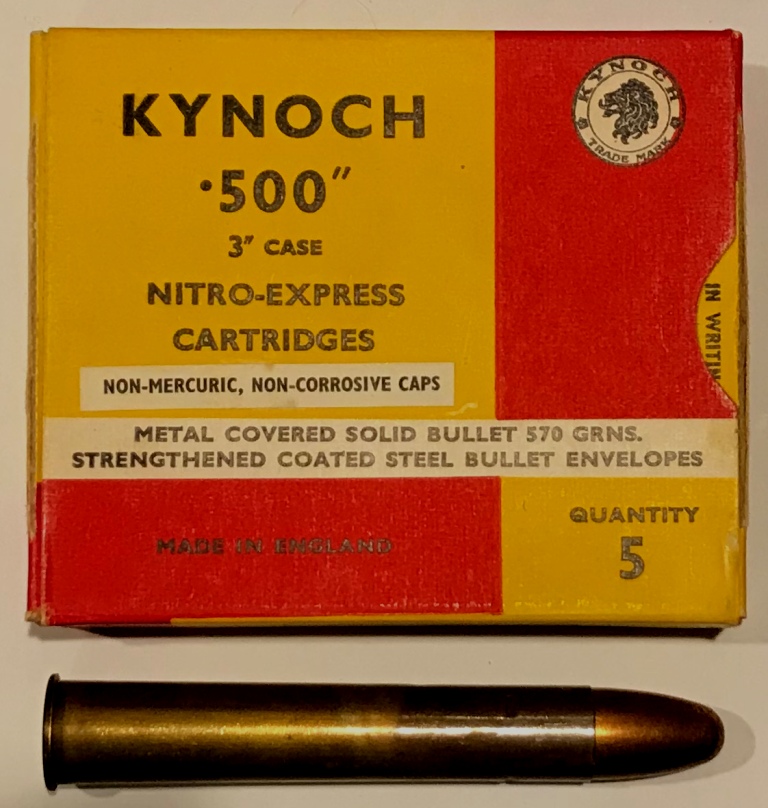 KYNOCH
·500"
3" CASE
NITRO-EXPRESS
CARTRIDGES
NON-MERCURIC, NON-CORROSIVE CAPS
METAL COVERED SOLID BULLET 570 GRNS.
STRENGTHENED COATED STEEL BULLET ENVELOPES
MADE IN ENGLAND
QUANTITY
5
KYNOCH
TRADE MARK
IN WRITIN